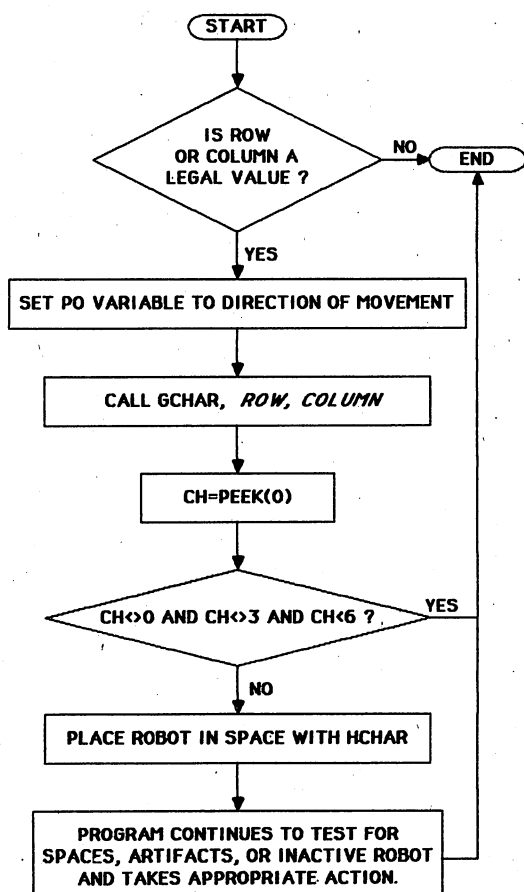 START
IS ROW
OR COLUMN A
LEGAL VALUE ?
NO
END
YES
SET PO VARIABLE TO DIRECTION OF MOVEMENT
CALL GCHAR, ROW, COLUMN
CH=PEEK(0)
CH<>0 AND CH<>3 AND CH<6 ?
YES
NO
PLACE ROBOT IN SPACE WITH HCHAR
PROGRAM CONTINUES TO TEST FOR
SPACES, ARTIFACTS, OR INACTIVE ROBOT
AND TAKES APPROPRIATE ACTION.